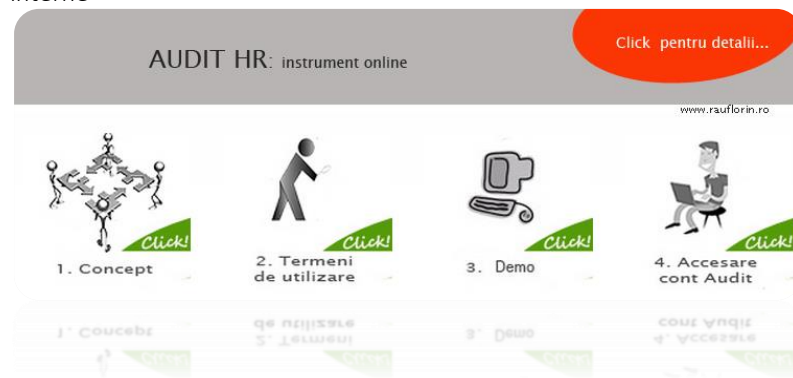 interne
AUDIT HR: instrument online
Click pentru detalii...
www.rauflorin.ro
Click!
Click!
Click!
Click!
1. Concept
2. Termeni
de utilizare
3. Demo
4. Accesare
cont Audit